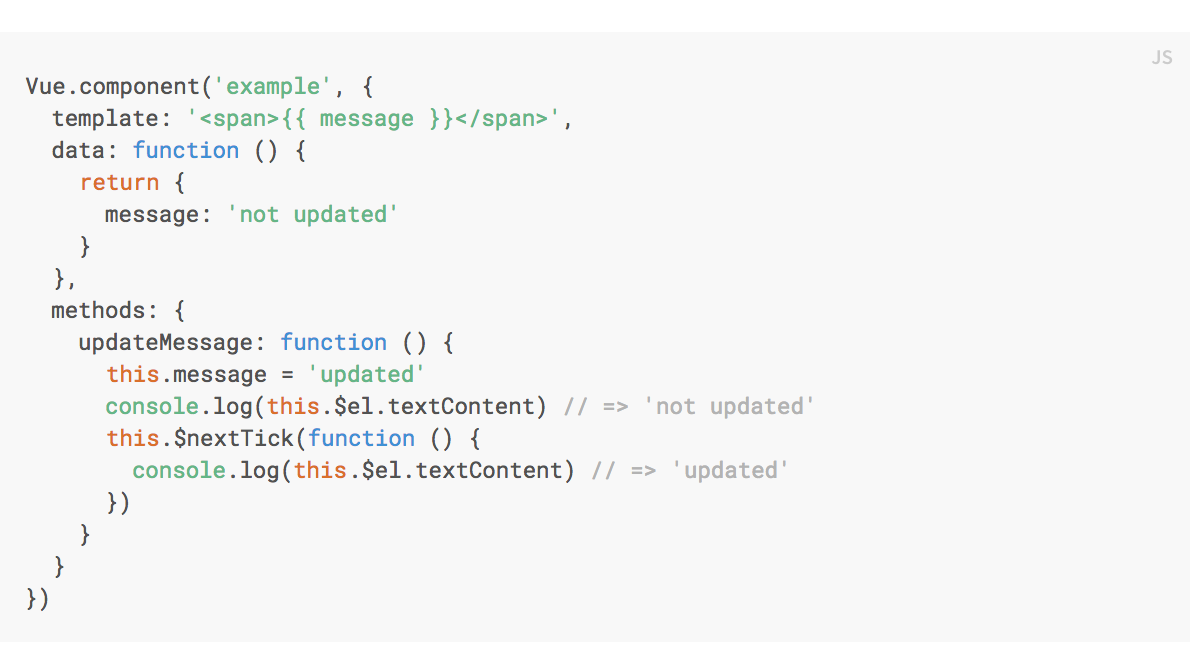 JS
Vue.component('example', {
  template: '<span>{{ message }}</span>',
  data: function () {
    return {
      message: 'not updated'
    }
  },
  methods: {
    updateMessage: function () {
      this.message = 'updated'
      console.log(this.$el.textContent) // => 'not updated'
      this.$nextTick(function () {
        console.log(this.$el.textContent) // => 'updated'
      })
    }
  }
})